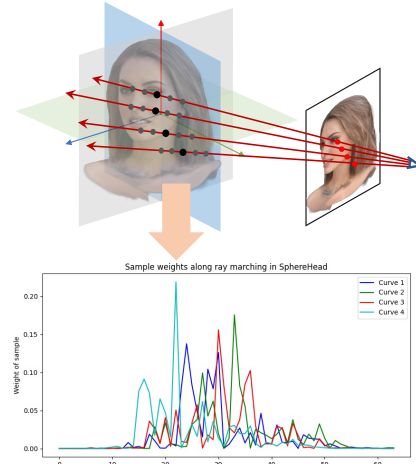 Sample weights along ray marching in SphereHead
Curve 1
Curve 2
Curve 3
Curve 4
Weight of sample
0.20
0.15
0.10
0.05
0.00
0 10 20 30 40 50 60